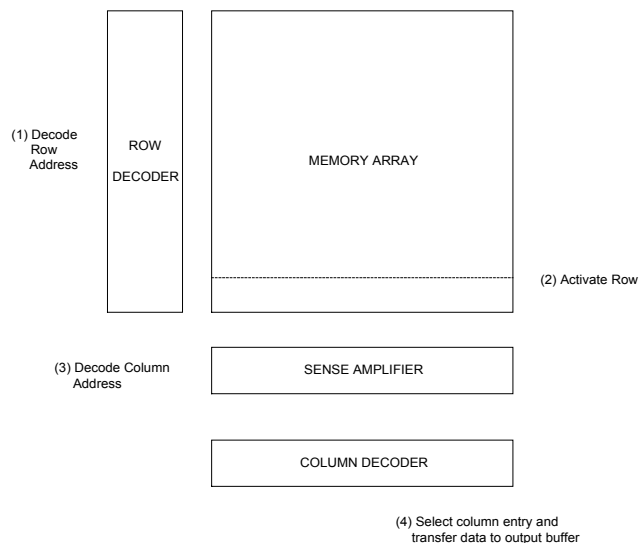 (1) Decode
Row
Address
ROW
DECODER
MEMORY ARRAY
(2) Activate Row
(3) Decode Column
Address
SENSE AMPLIFIER
COLUMN DECODER
(4) Select column entry and
transfer data to output buffer